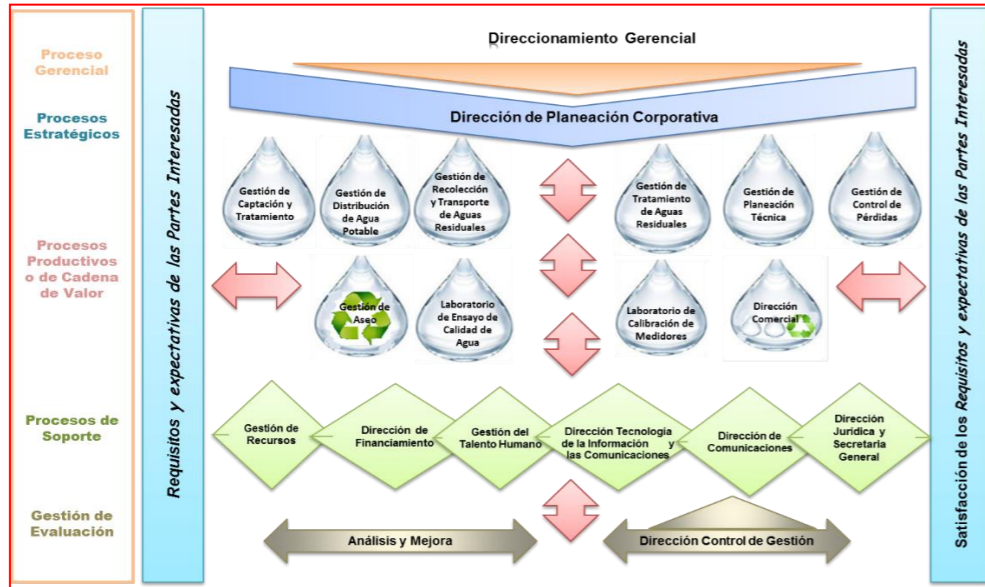 Proceso
Gerencial
Procesos
Estratégicos
Procesos
Productivos
o de Cadena
de Valor
Procesos de
Soporte
Gestión de
Evaluación
Requisitos y expectativas de las Partes Interesadas
Direccionamiento Gerencial
Dirección de Planeación Corporativa
Gestión de
Captación y
Tratamiento
Gestión de
Distribución
de Agua
Potable
Gestión de
Recolección
y Transporte
de Aguas
Residuales
Gestión de
Tratamiento
de Aguas
Residuales
Gestión de
Planeación
Técnica
Gestión de
Control de
Pérdidas
Gestión de
Aseo
Laboratorio
de Ensayo de
Calidad de
Agua
Laboratorio
de Calibración de
Medidores
Dirección
Comercial
Gestión de
Recursos
Dirección de
Financiamiento
Gestión del
Talento Humano
Dirección Tecnología
de la Información y
las Comunicaciones
Dirección de
Comunicaciones
Dirección
Jurídica y
Secretaría
General
Análisis y Mejora
Dirección Control de Gestión
Satisfacción de los Requisitos y expectativas de las Partes Interesadas